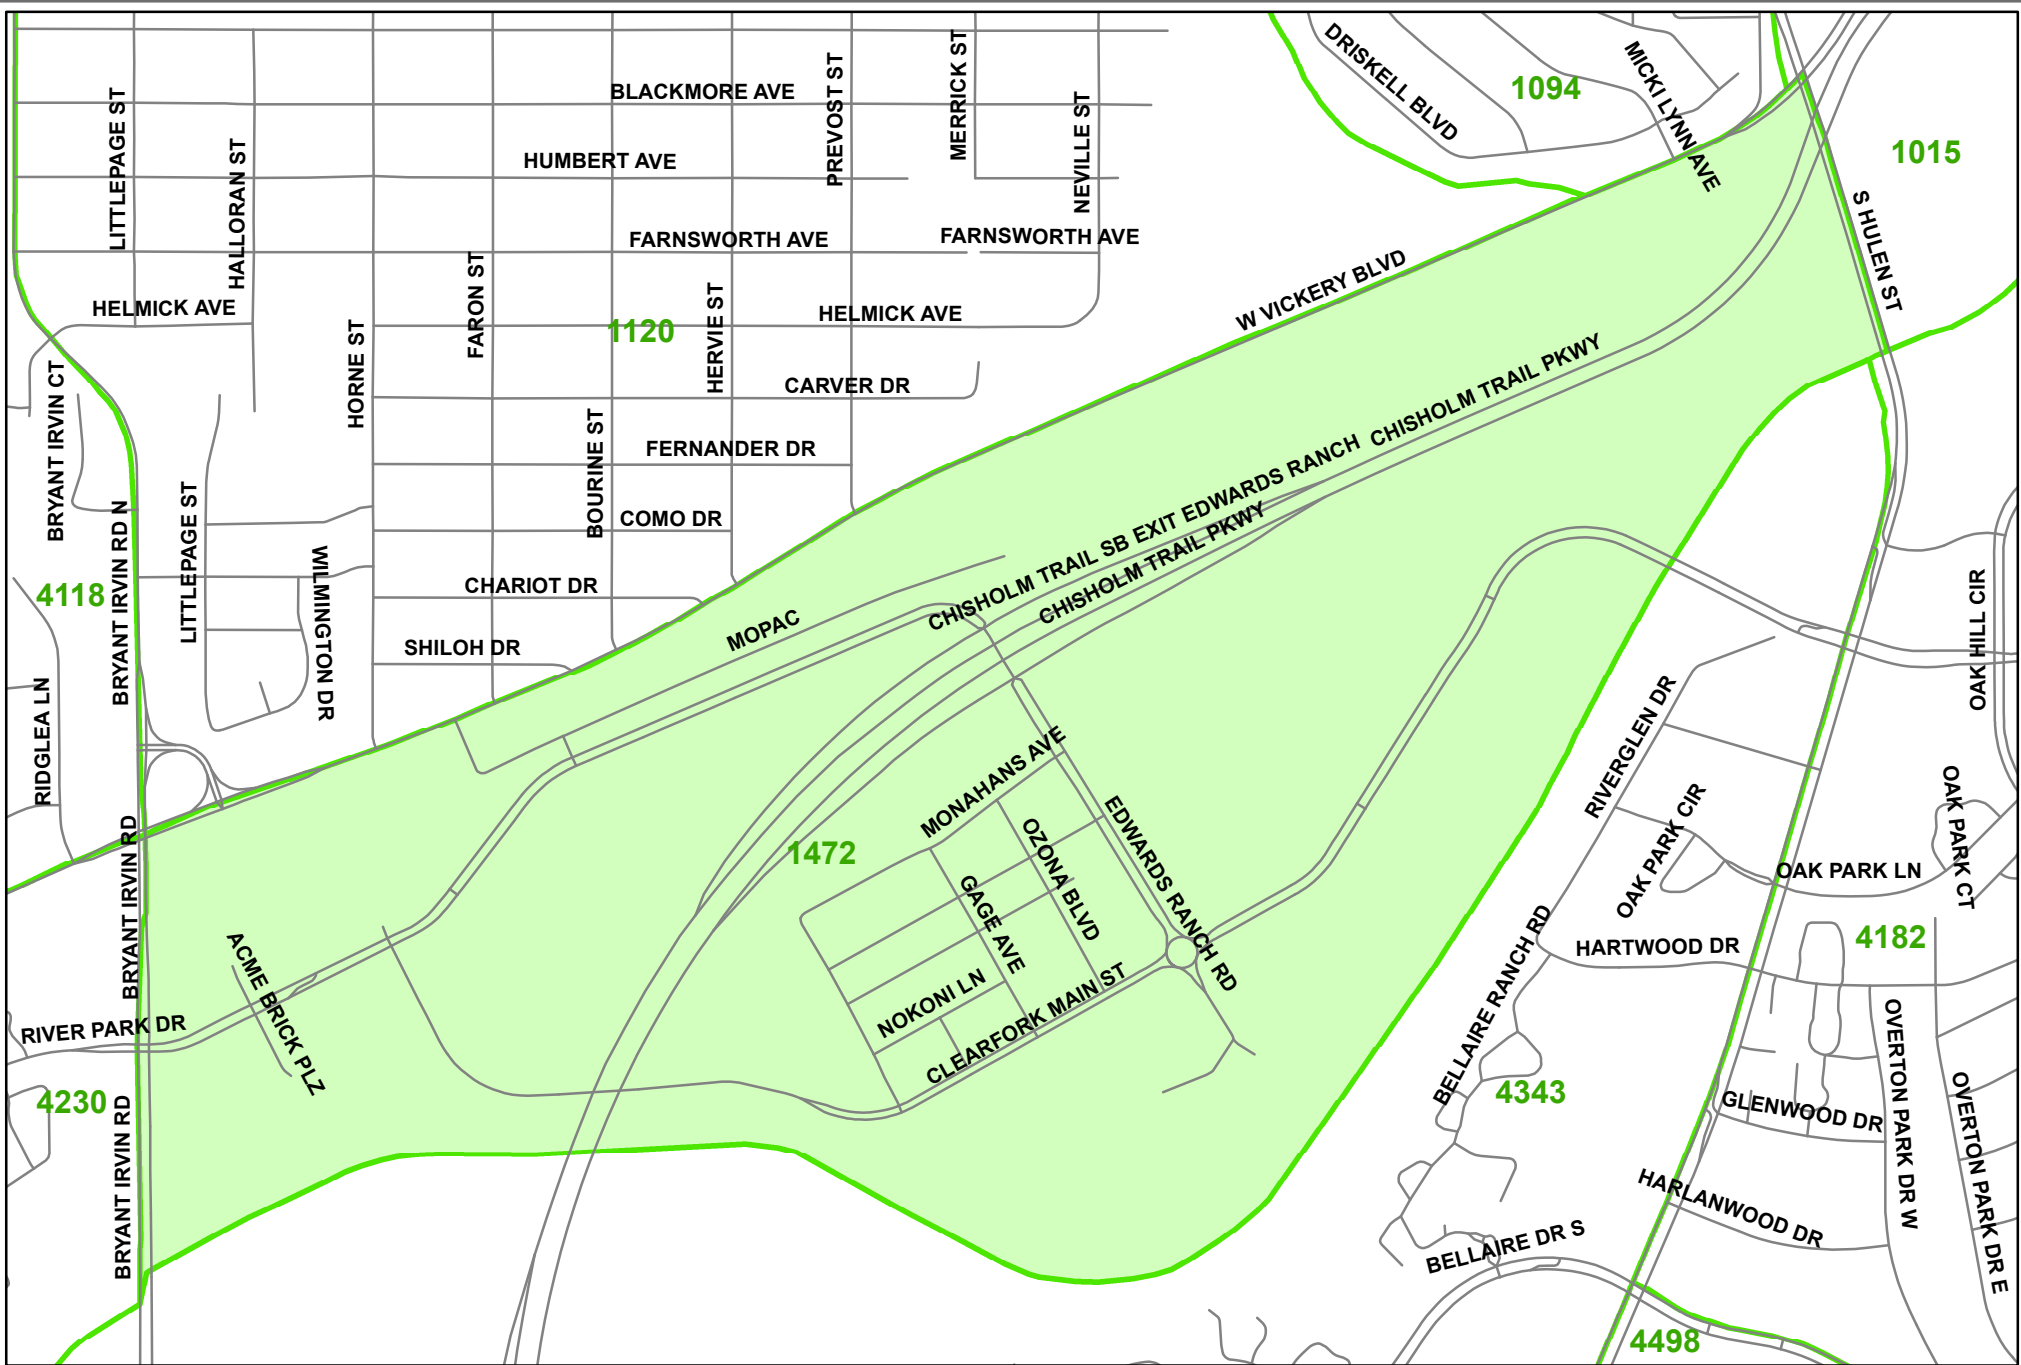 DRISKELL BLVD
MICKI LYNN AVE
1094
1015
S HULEN ST
BLACKMORE AVE
PREVOST ST
MERRICK ST
NEVILLE ST
LITTLEPAGE ST
HALLORAN ST
HUMBERT AVE
FARNSWORTH AVE
FARNSWORTH AVE
HELMICK AVE
FARON ST
HERVIE ST
HELMICK AVE
1120
HORNE ST
W VICKERY BLVD
CARVER DR
BRYANT IRVIN CT
BOURINE ST
FERNANDER DR
CHISHOLM TRAIL PKWY
CHISHOLM TRAIL SB EXIT EDWARDS RANCH
CHISHOLM TRAIL PKWY
COMO DR
BRYANT IRVIN RD N
LITTLEPAGE ST
WILMINGTON DR
CHARIOT DR
4118
MOPAC
SHILOH DR
OAK HILL CIR
RIDGLEA LN
RIVERGLEN DR
MONAHANS AVE
EDWARDS RANCH RD
OZONA BLVD
1472
GAGE AVE
OAK PARK CIR
OAK PARK LN
OAK PARK CT
BRYANT IRVIN RD
BELLAIRE RANCH RD
HARTWOOD DR
4182
ACME BRICK PLZ
NOKONI LN
CLEARFORK MAIN ST
RIVER PARK DR
4230
4343
GLENWOOD DR
OVERTON PARK DR W
OVERTON PARK DR E
BRYANT IRVIN RD
HARLANWOOD DR
BELLAIRE DR S
4498